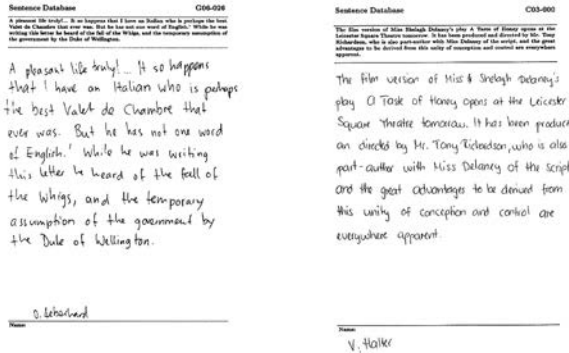 Sentence Database G06-020
A pleasant life truly!... It so happens that I have an Italian who is perhaps the best
Valet de Chambre that ever was. But he has not one word of English.' While he was
writing this letter he heard of the fall of the Whigs, and the temporary assumption of
the government by the Duke of Wellington.
A pleasant life truly!... It so happens
that I have an Italian who is perhaps
the best Valet de Chambre that
ever was. But he has not one word
of English.' While he was writing
this letter he heard of the fall of
the Whigs, and the temporary
assumption of the government by
the Duke of Wellington.
Name:
Sentence Database C03-000
The film version of Miss Shelagh Delaney's play A Taste of Honey opens at the
Leicester Square Theatre tomorrow. It has been produced and directed by Mr. Tony
Richardson, who is also part-author with Miss Delaney of the script, and the great
advantages to be derived from this unity of conception and control are everywhere
apparent.
The film version of Miss Shelagh Delaney's
play A Taste of Honey opens at the Leicester
Square Theatre tomorrow. It has been produc
an directed by Mr. Tony Richardson, who is also
part-author with Miss Delaney of the script
and the great advantages to be derived from
this unity of conception and control are
everywhere apparent.
Name:
V. Haller